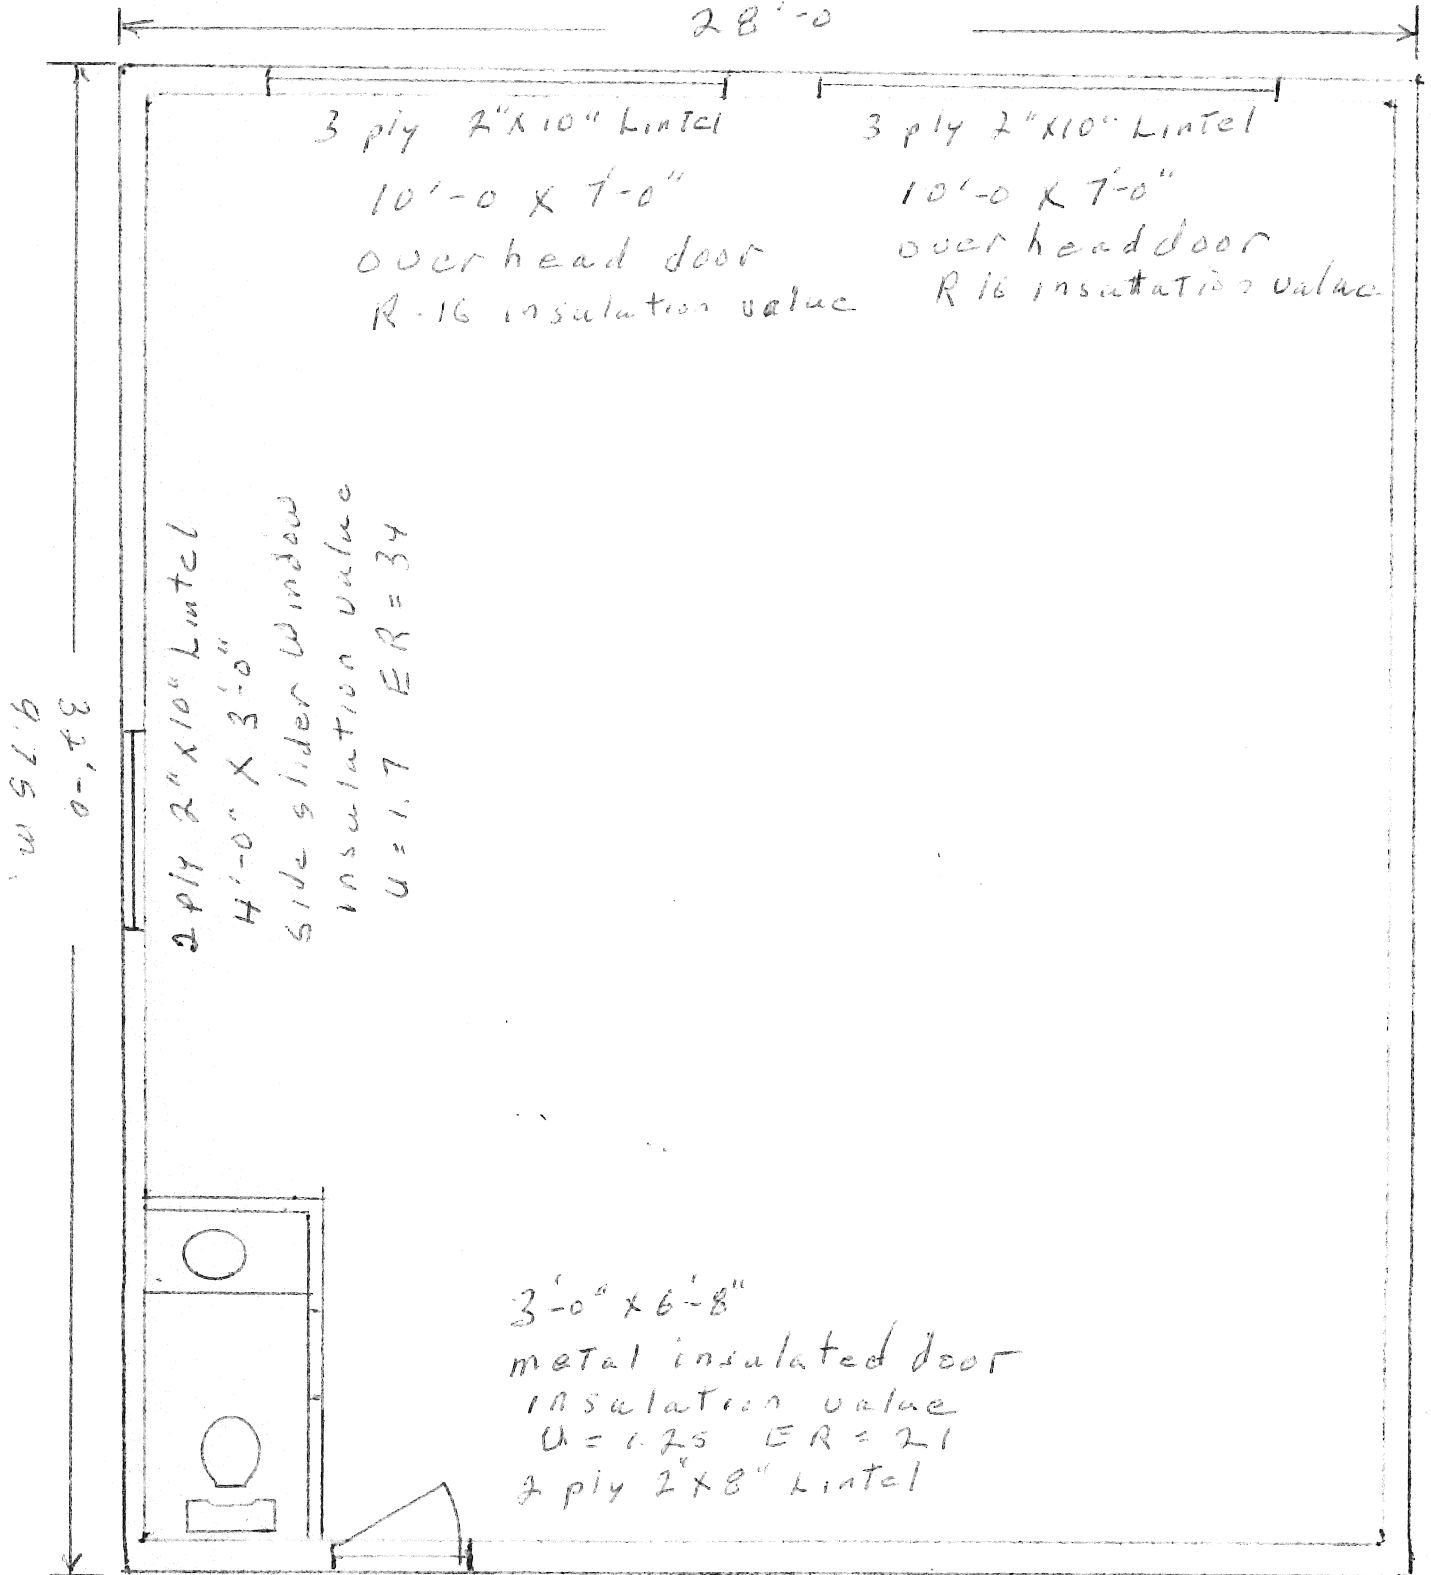 28'-0
3 ply 2"x10" Lintel
10'-0 x 7'-0"
overhead door
R-16 insulation value
3 ply 2"x10" Lintel
10'-0 x 7'-0"
overhead door
R 16 insulation value
2 ply 2"x10" Lintel
4'-0" x 3'-0"
side slider window
insulation value
U = 1.7 ER = 34
32'-0
9.75 m.
3'-0" x 6'-8"
metal insulated door
insulation value
U = 1.25 ER = 21
2 ply 2"x8" Lintel